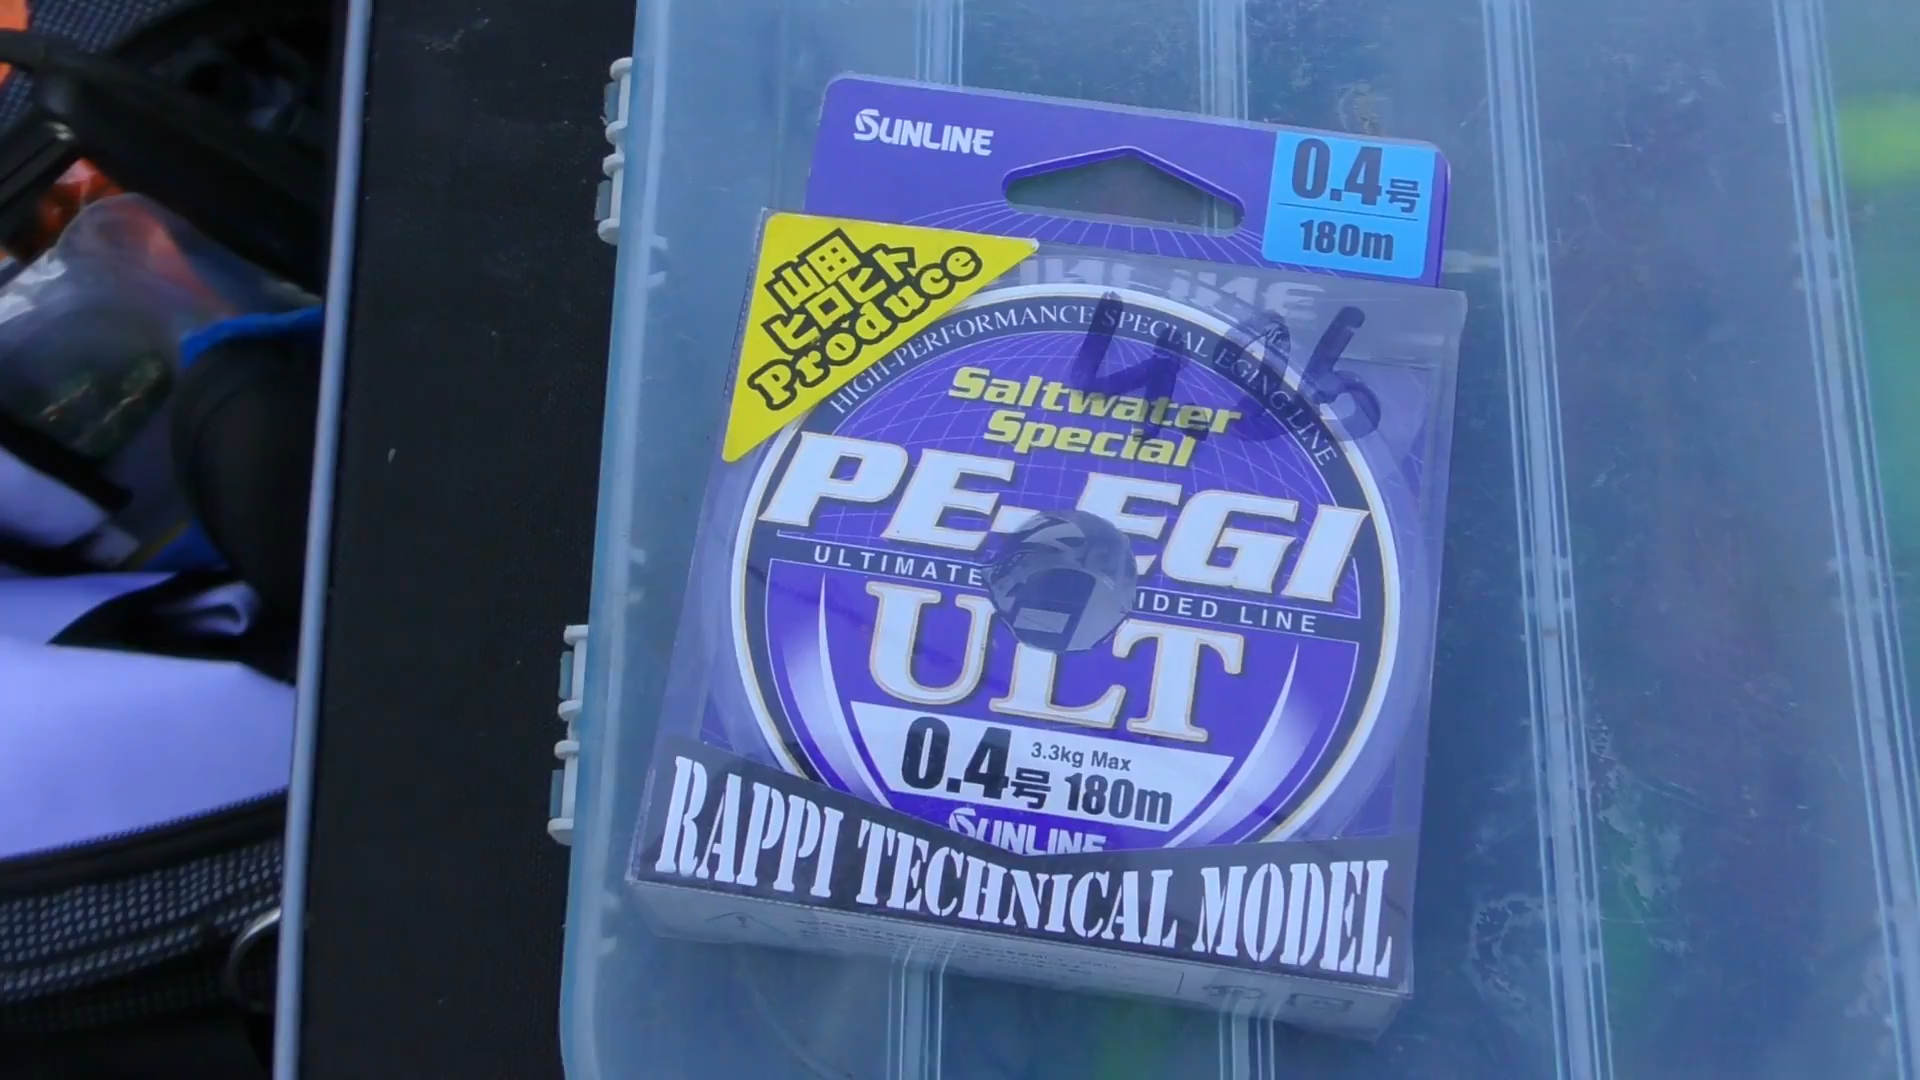 SUNLINE
0.4号
180m
山田
ヒロヒト
Produce
HIGH-PERFORMANCE SPECIAL EGING LINE
Saltwater
Special
PE-EGI
ULTIMATE IDED LINE
ULT
3.3kg Max
0.4号 180m
SUNLINE
RAPPI TECHNICAL MODEL